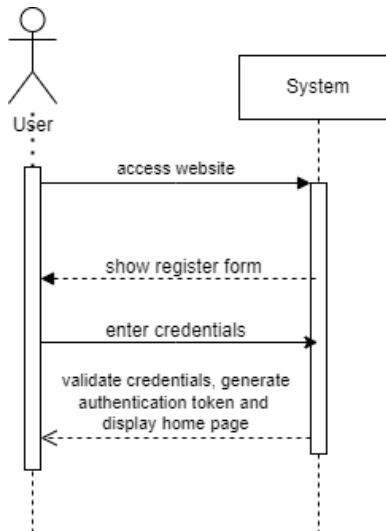 User
System
access website
show register form
enter credentials
validate credentials, generate
authentication token and
display home page